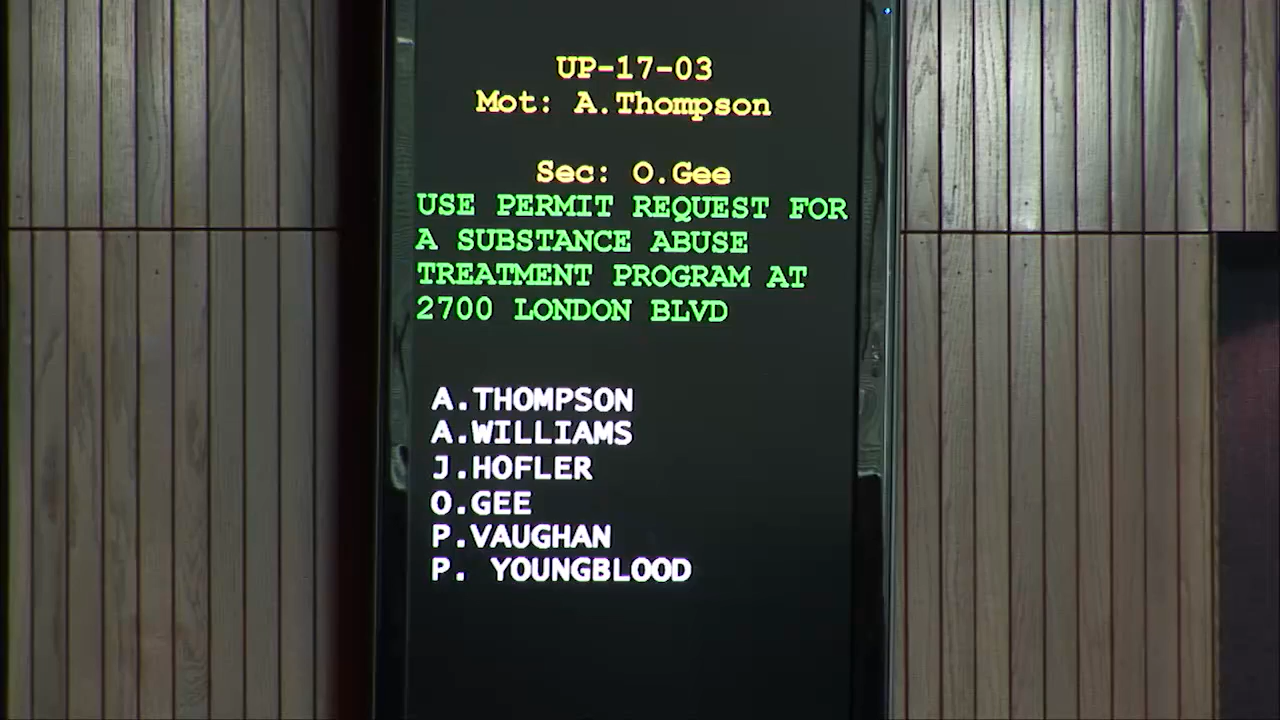 UP-17-03
Mot: A.Thompson
Sec: O.Gee
USE PERMIT REQUEST FOR
A SUBSTANCE ABUSE
TREATMENT PROGRAM AT
2700 LONDON BLVD
A.THOMPSON
A.WILLIAMS
J.HOFLER
O.GEE
P.VAUGHAN
P. YOUNGBLOOD